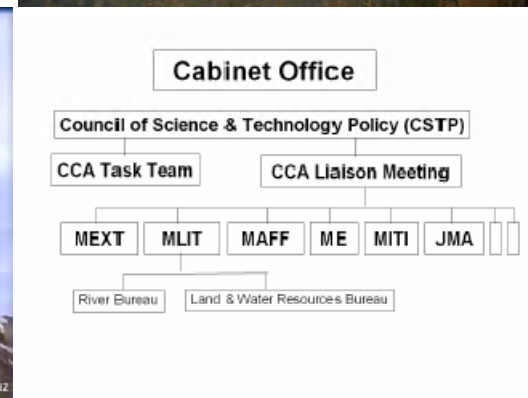 Cabinet Office
Council of Science & Technology Policy (CSTP)
CCA Task Team
CCA Liaison Meeting
MEXT
MLIT
MAFF
ME
MITI
JMA
River Bureau
Land & Water Resources Bureau